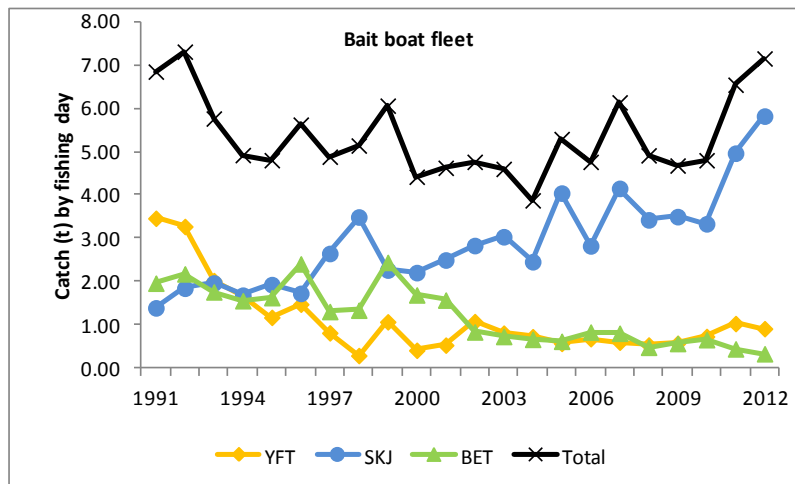 Bait boat fleet
Catch (t) by fishing day
8.00
7.00
6.00
5.00
4.00
3.00
2.00
1.00
0.00
1991 1994 1997 2000 2003 2006 2009 2012
YFT SKJ BET Total